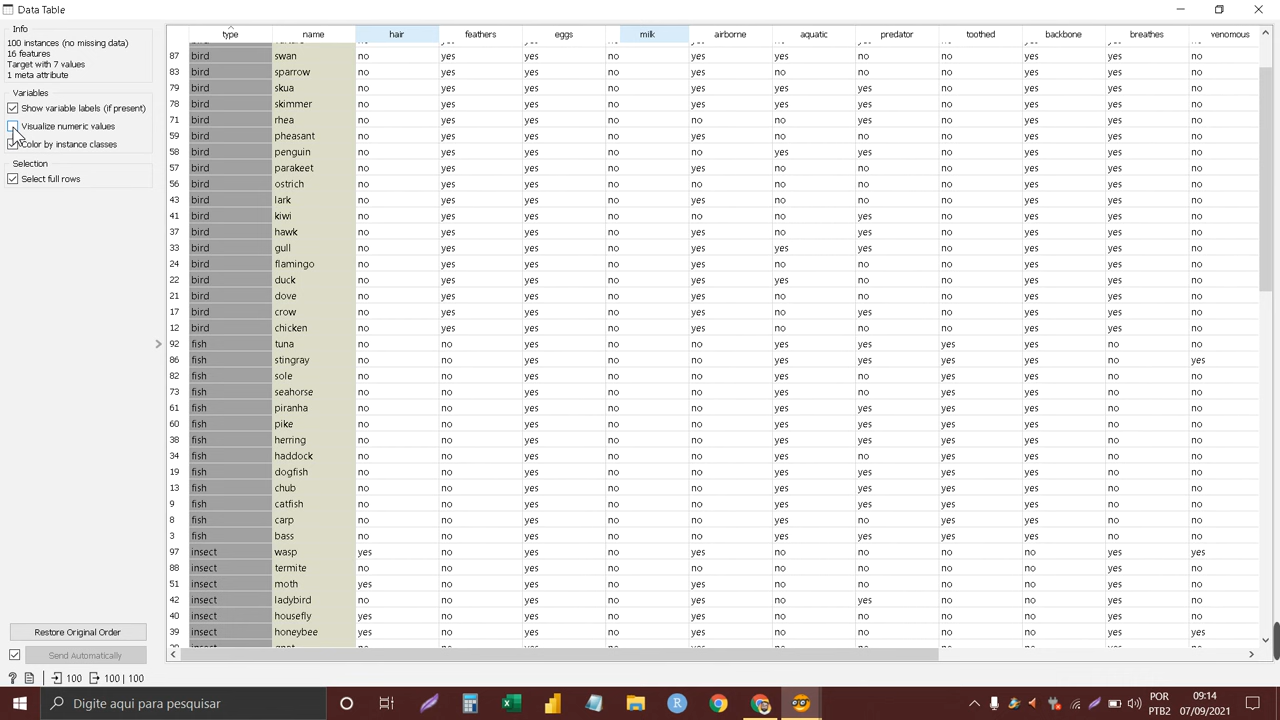 Data Table
Info
100 instances (no missing data)
16 features
Target with 7 values
1 meta attribute
Variables
Show variable labels (if present)
Visualize numeric values
Color by instance classes
Selection
Select full rows
type name hair feathers eggs milk airborne aquatic predator toothed backbone breathes venomous
87 bird swan no yes yes no yes yes no no yes yes no
83 bird sparrow no yes yes no yes no no no yes yes no
79 bird skua no yes yes no yes yes yes no yes yes no
78 bird skimmer no yes yes no yes yes yes no yes yes no
71 bird rhea no yes yes no no no yes no yes yes no
59 bird pheasant no yes yes no yes no no no yes yes no
58 bird penguin no yes yes no no yes yes no yes yes no
57 bird parakeet no yes yes no yes no no no yes yes no
56 bird ostrich no yes yes no no no no no yes yes no
43 bird lark no yes yes no yes no no no yes yes no
41 bird kiwi no yes yes no no no yes no yes yes no
37 bird hawk no yes yes no yes no yes no yes yes no
33 bird gull no yes yes no yes yes yes no yes yes no
24 bird flamingo no yes yes no yes no no no yes yes no
22 bird duck no yes yes no yes yes no no yes yes no
21 bird dove no yes yes no yes no no no yes yes no
17 bird crow no yes yes no yes no yes no yes yes no
12 bird chicken no yes yes no yes no no no yes yes no
92 fish tuna no no yes no no yes yes yes yes no no
86 fish stingray no no yes no no yes yes yes yes no yes
82 fish sole no no yes no no yes no yes yes no no
73 fish seahorse no no yes no no yes no yes yes no no
61 fish piranha no no yes no no yes yes yes yes no no
60 fish pike no no yes no no yes yes yes yes no no
38 fish herring no no yes no no yes yes yes yes no no
34 fish haddock no no yes no no yes no yes yes no no
19 fish dogfish no no yes no no yes yes yes yes no no
13 fish chub no no yes no no yes yes yes yes no no
9 fish catfish no no yes no no yes yes yes yes no no
8 fish carp no no yes no no yes no yes yes no no
3 fish bass no no yes no no yes yes yes yes no no
97 insect wasp yes no yes no yes no no no no yes yes
88 insect termite no no yes no no no no no no yes no
51 insect moth yes no yes no yes no no no no yes no
42 insect ladybird no no yes no yes no yes no no yes no
40 insect housefly yes no yes no yes no no no no yes no
39 insect honeybee yes no yes no yes no no no no yes yes
Restore Original Order
Send Automatically
? 100 100 | 100
Digite aqui para pesquisar
POR
PTB2
09:14
07/09/2021